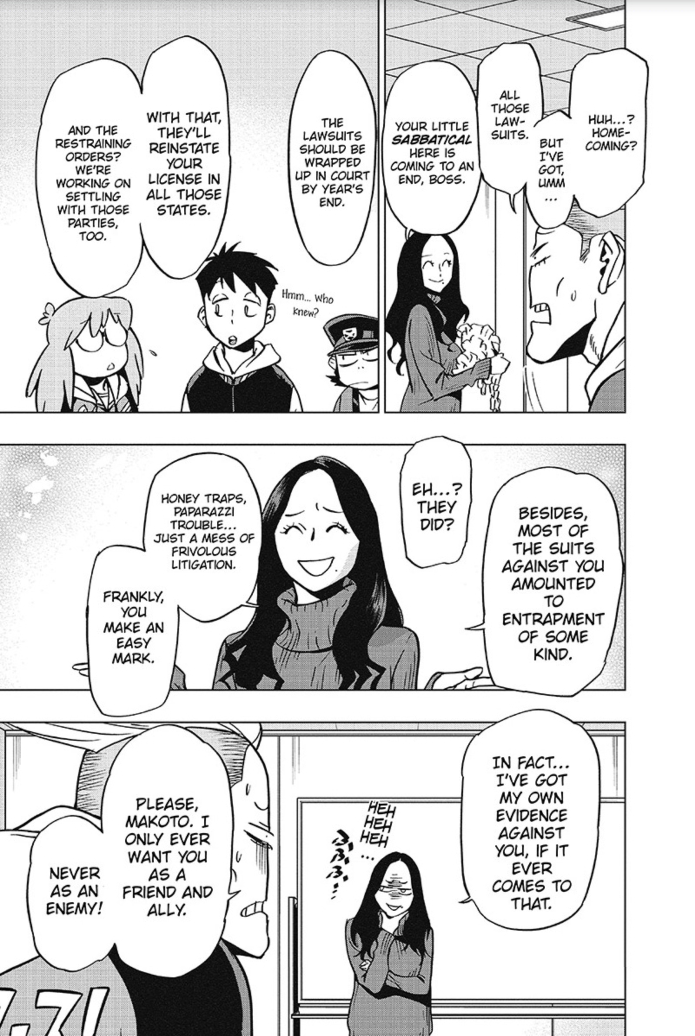 HUH...?
HOME-
COMING?
BUT
I'VE
GOT,
UMM
...
ALL
THOSE
LAW-
SUITS.
YOUR LITTLE
SABBATICAL
HERE IS
COMING TO AN
END, BOSS.
THE
LAWSUITS
SHOULD BE
WRAPPED
UP IN COURT
BY YEAR'S
END.
Hmm... Who
knew?
WITH THAT,
THEY'LL
REINSTATE
YOUR
LICENSE IN
ALL THOSE
STATES.
AND THE
RESTRAINING
ORDERS?
WE'RE
WORKING ON
SETTLING
WITH THOSE
PARTIES,
TOO.
BESIDES,
MOST OF
THE SUITS
AGAINST YOU
AMOUNTED
TO
ENTRAPMENT
OF SOME
KIND.
EH...?
THEY
DID?
HONEY TRAPS,
PAPARAZZI
TROUBLE...
JUST A MESS OF
FRIVOLOUS
LITIGATION.
FRANKLY,
YOU
MAKE AN
EASY
MARK.
IN FACT...
I'VE GOT
MY OWN
EVIDENCE
AGAINST
YOU, IF IT
EVER
COMES TO
THAT.
HEH
HEH
HEH
...
ふふふ…
PLEASE,
MAKOTO. I
ONLY EVER
WANT YOU
AS A
FRIEND AND
ALLY.
NEVER
AS AN
ENEMY!